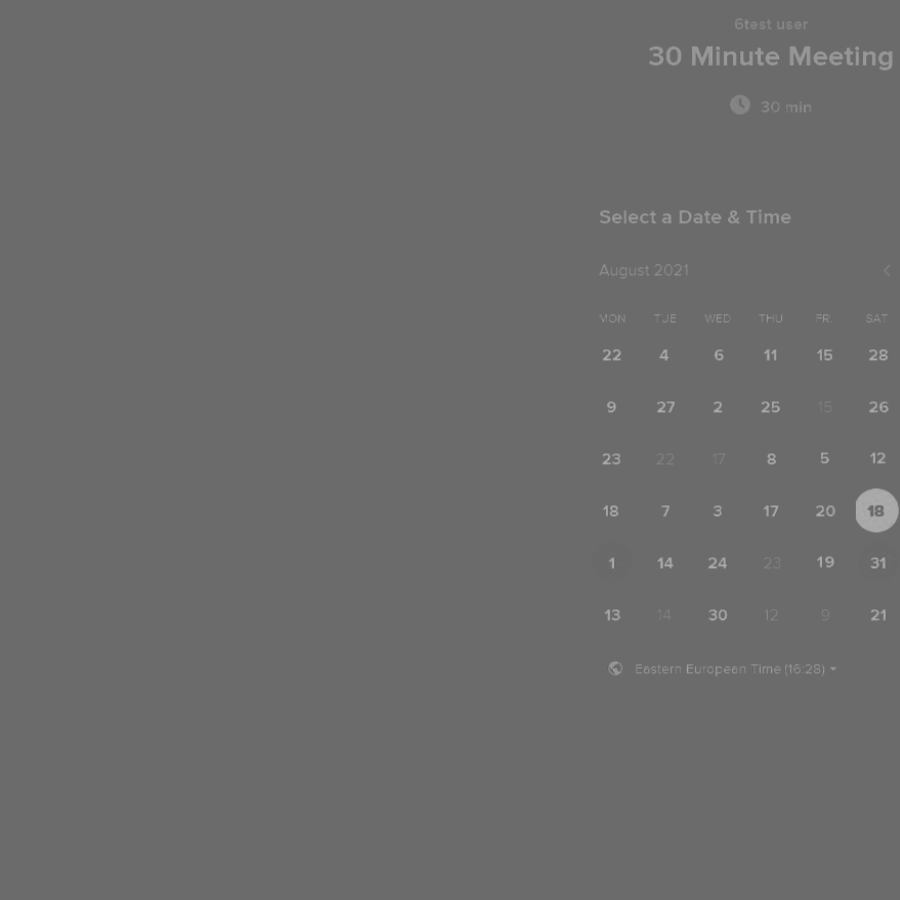 6test user
30 Minute Meeting
30 min
Select a Date & Time
August 2021
MON TUE WED THU FR. SAT
22 4 6 11 15 28
9 27 2 25 15 26
23 22 17 8 5 12
18 7 3 17 20 18
1 14 24 23 19 31
13 14 30 12 9 21
Eastern European Time (16:28)